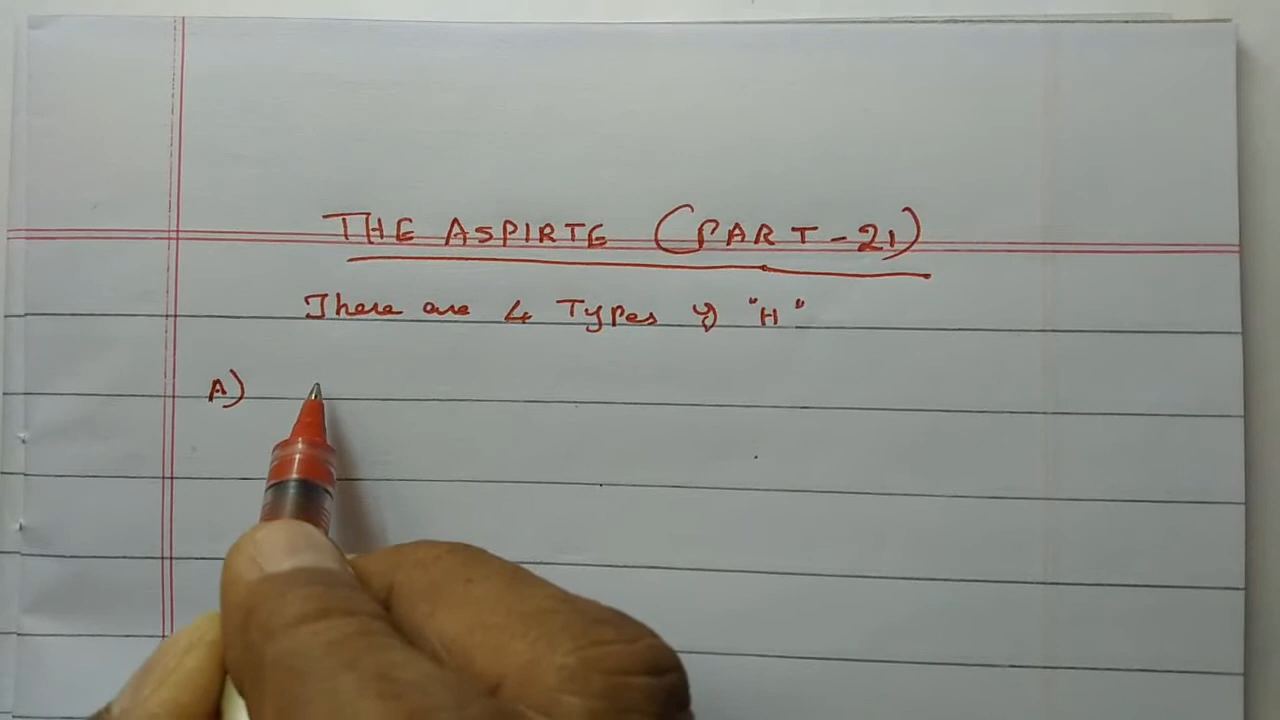 THE ASPIRTE (PART-21)
There are 4 Types of "H"
A)